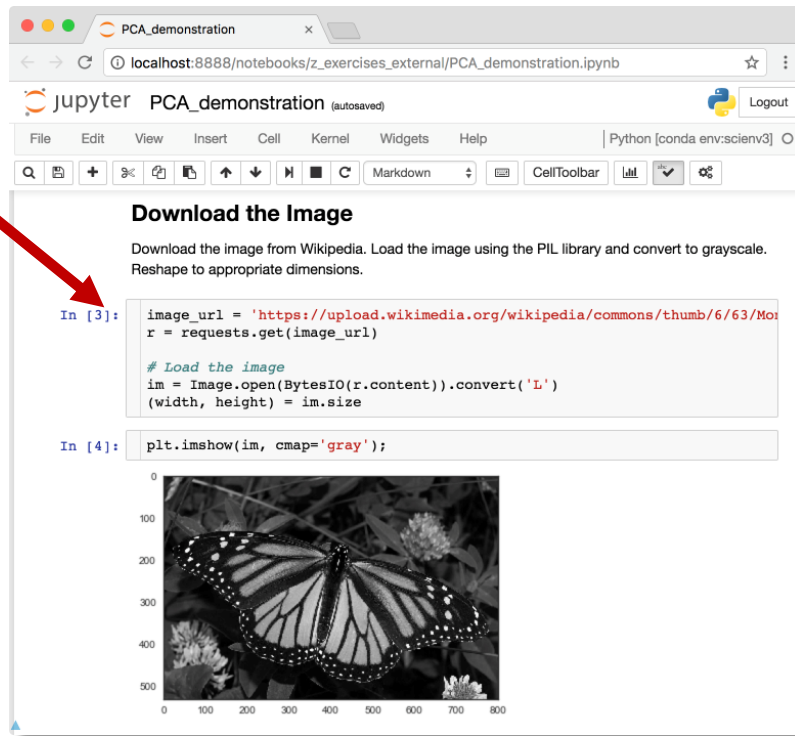 PCA_demonstration ×
localhost:8888/notebooks/z_exercises_external/PCA_demonstration.ipynb
jupyter PCA_demonstration (autosaved) Logout
File Edit View Insert Cell Kernel Widgets Help Python [conda env:scienv3]
Markdown CellToolbar abc
Download the Image
Download the image from Wikipedia. Load the image using the PIL library and convert to grayscale.
Reshape to appropriate dimensions.
In [3]: image_url = 'https://upload.wikimedia.org/wikipedia/commons/thumb/6/63/Mon
r = requests.get(image_url)
# Load the image
im = Image.open(BytesIO(r.content)).convert('L')
(width, height) = im.size
In [4]: plt.imshow(im, cmap='gray');
0
100
200
300
400
500
0 100 200 300 400 500 600 700 800